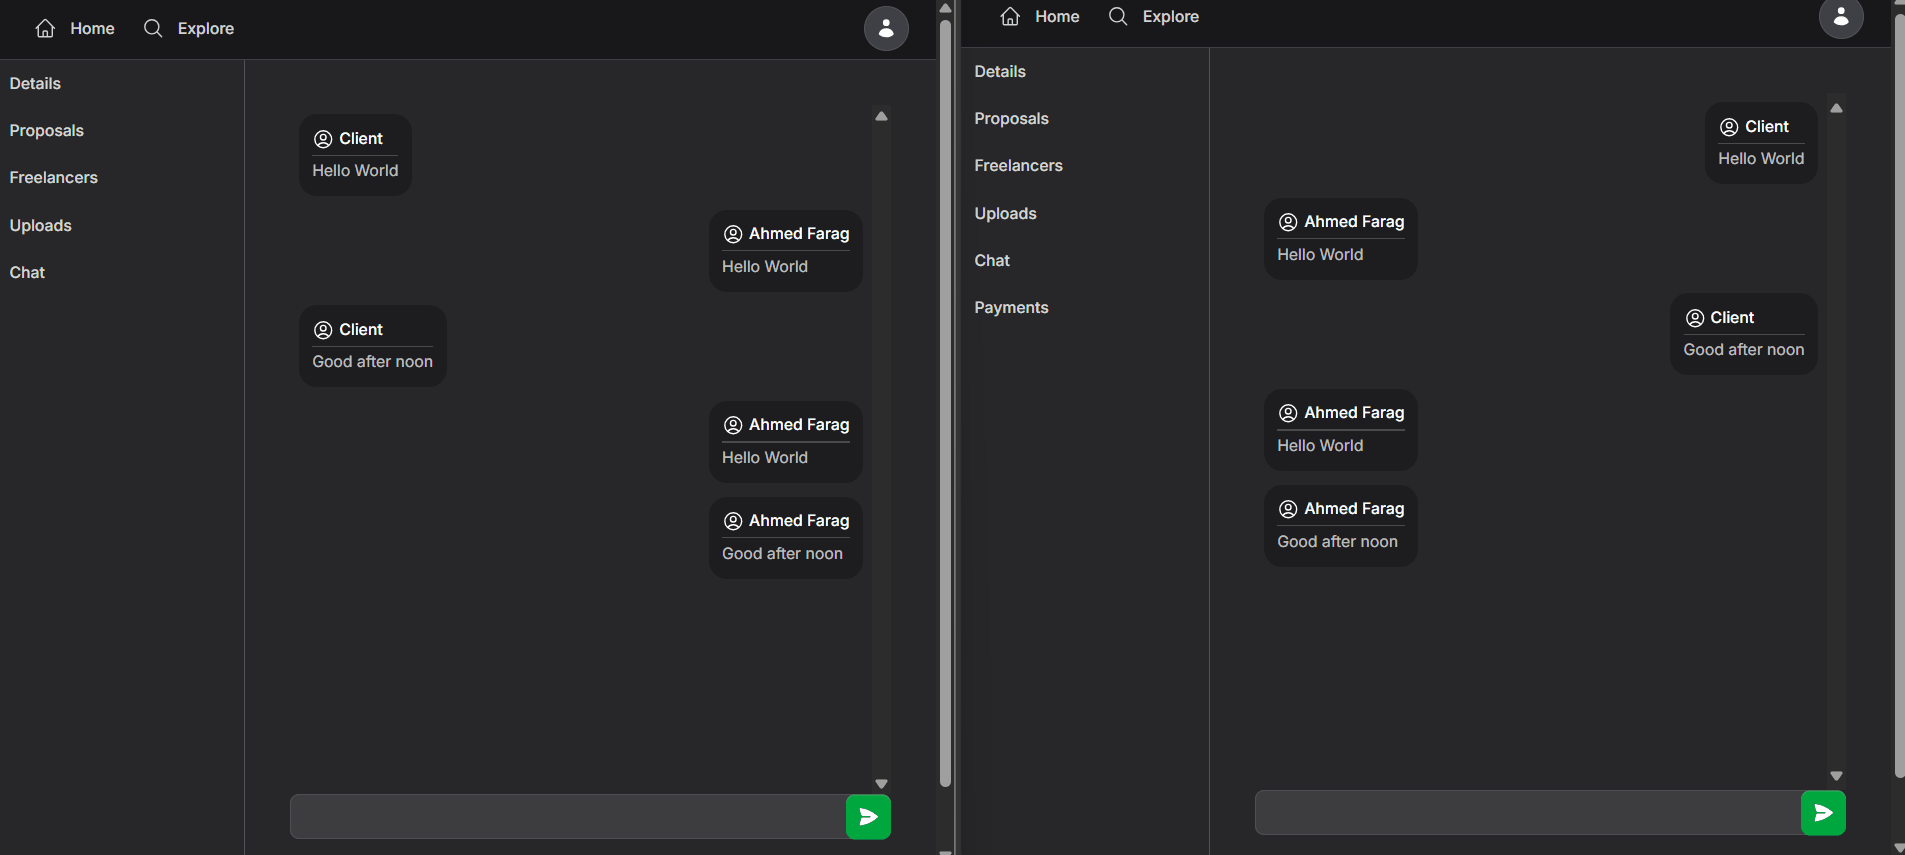 Home
Explore
Details
Proposals
Freelancers
Uploads
Chat
Client
Hello World
Ahmed Farag
Hello World
Client
Good after noon
Ahmed Farag
Hello World
Ahmed Farag
Good after noon
Home
Explore
Details
Proposals
Freelancers
Uploads
Chat
Payments
Client
Hello World
Ahmed Farag
Hello World
Client
Good after noon
Ahmed Farag
Hello World
Ahmed Farag
Good after noon